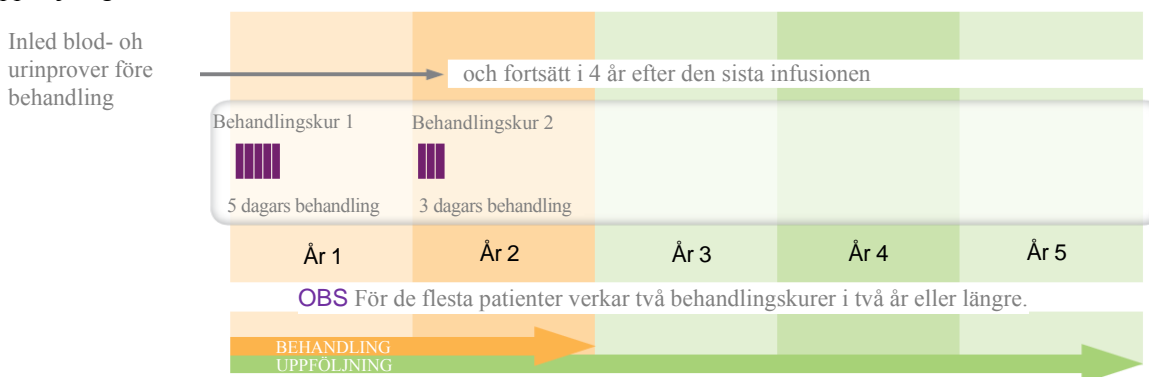 Inled blod- oh
urinprover före
behandling
och fortsätt i 4 år efter den sista infusionen
Behandlingskur 1
Behandlingskur 2
5 dagars behandling
3 dagars behandling
År 1
År 2
År 3
År 4
År 5
OBS För de flesta patienter verkar två behandlingskurer i två år eller längre.
BEHANDLING
UPPFÖLJNING